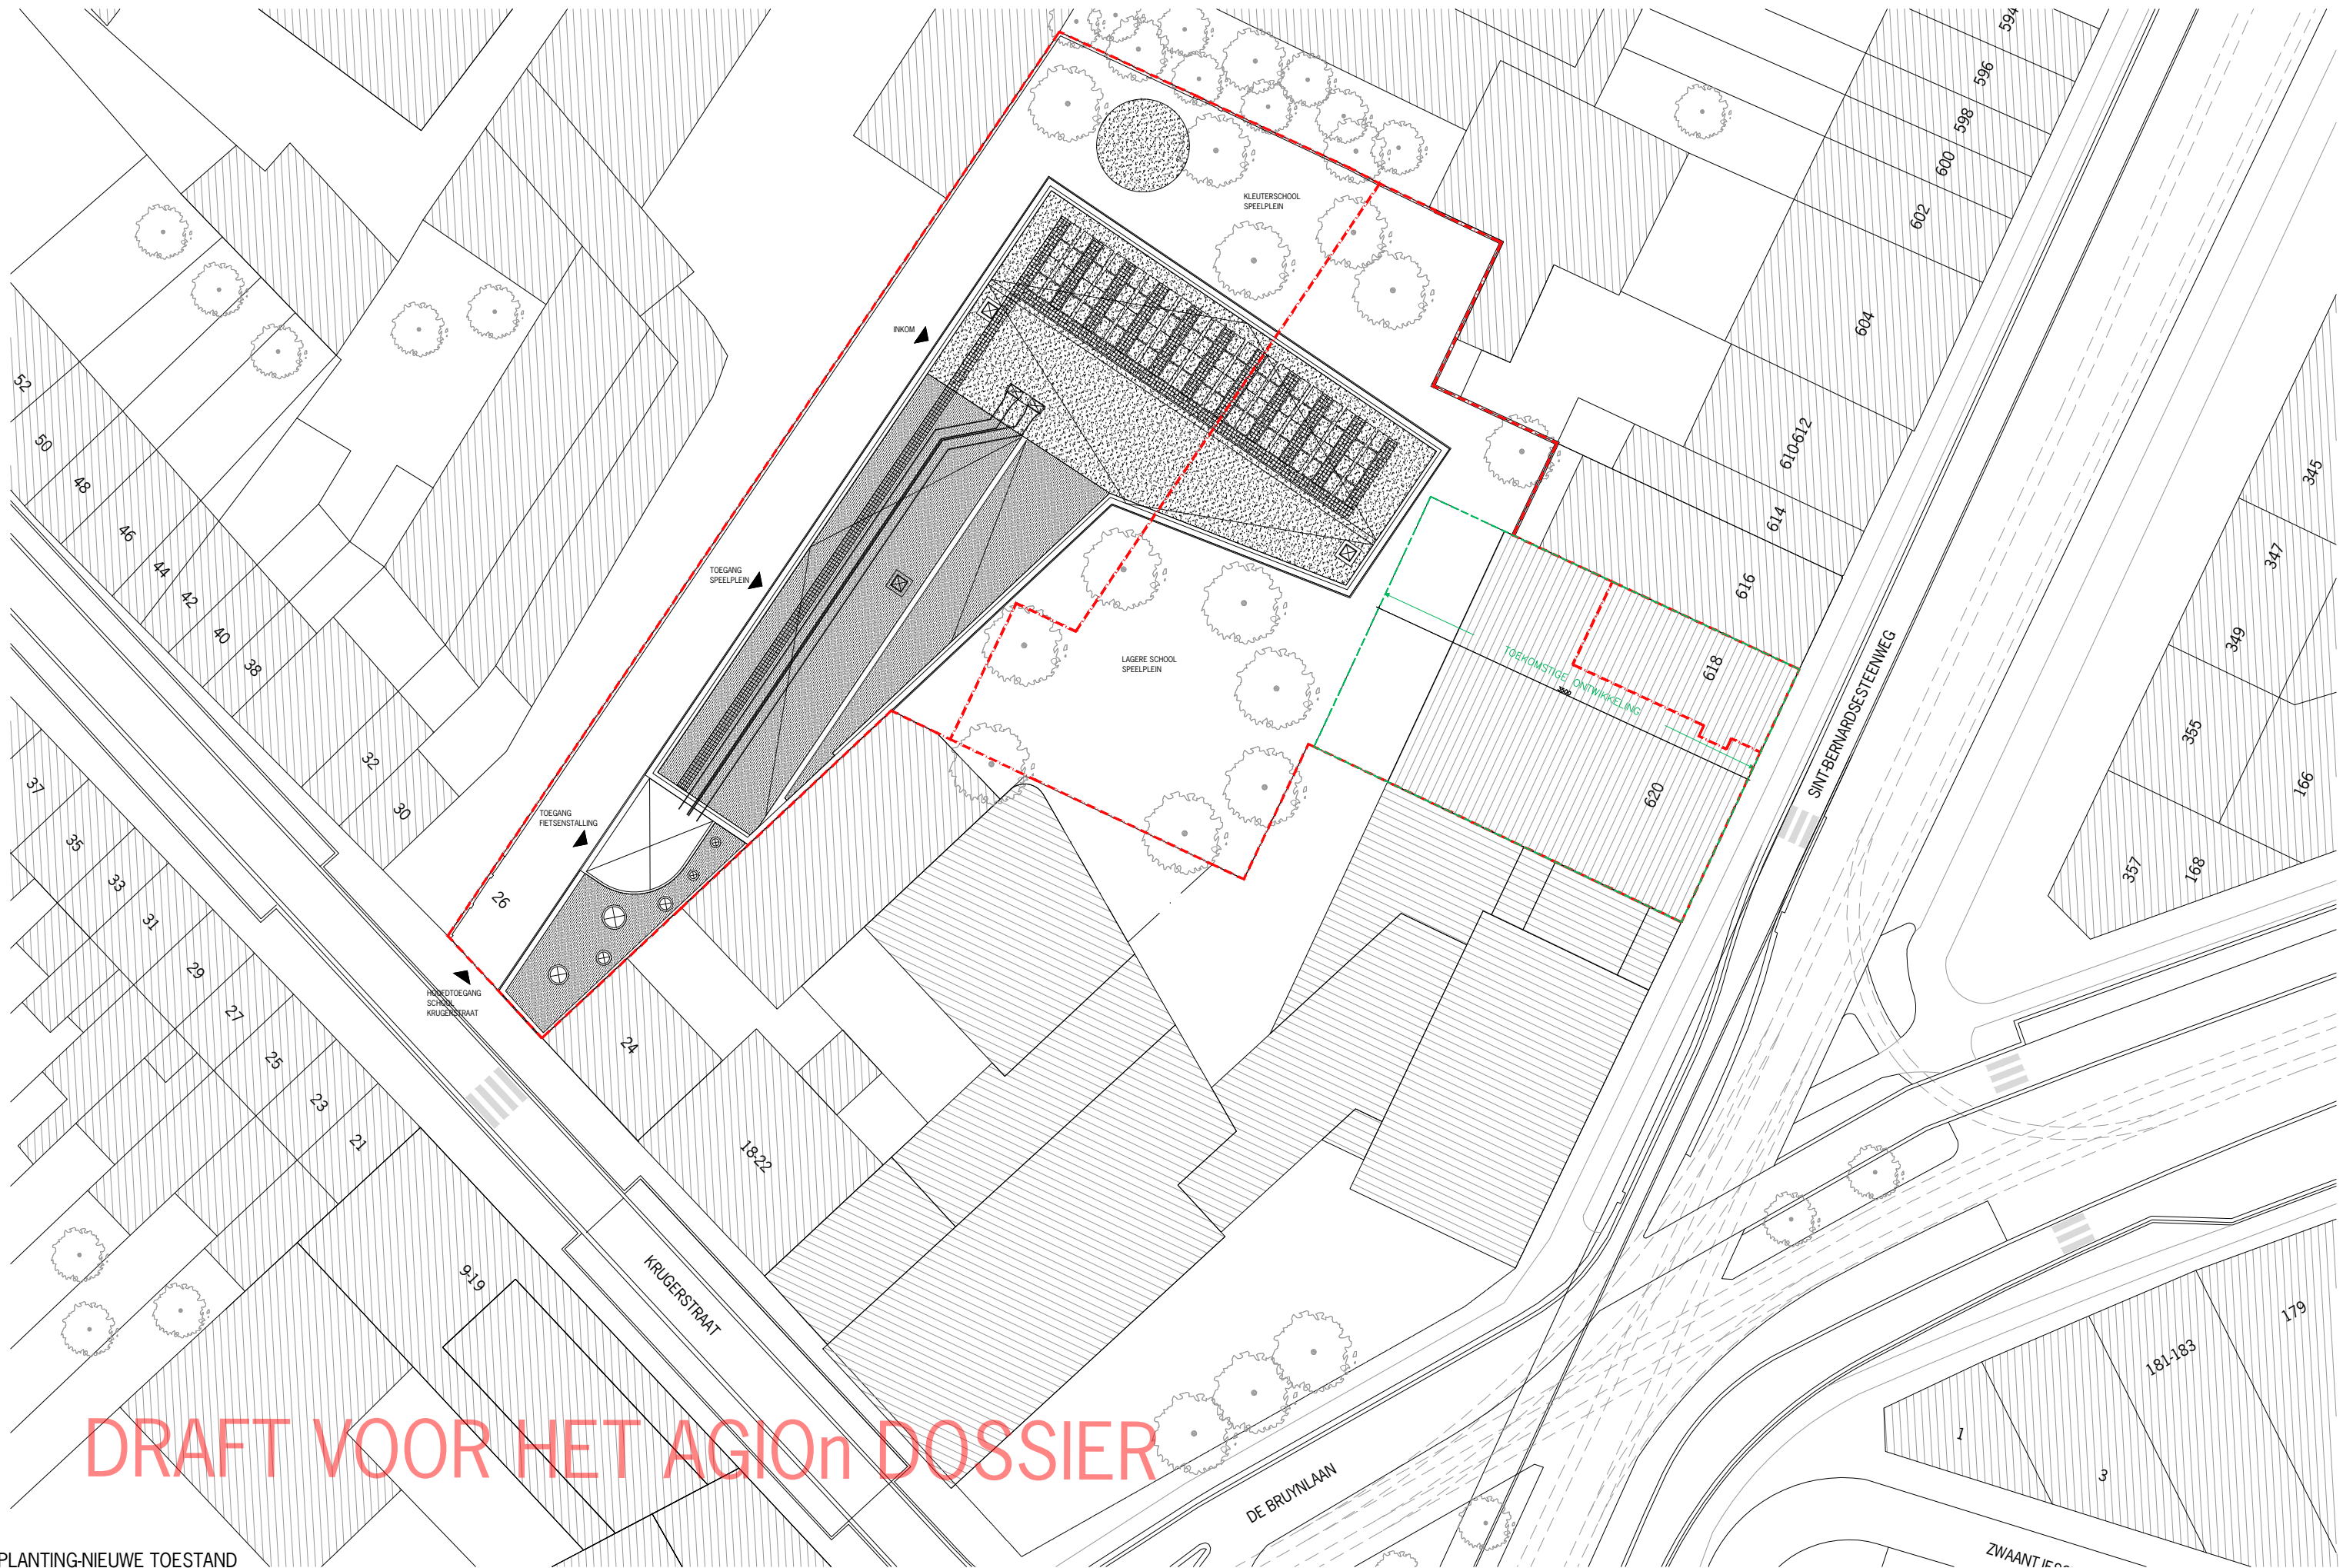 594
596
598
600
602
604
610-612
614
616
618
620
345
347
349
355
166
357
168
KLEUTERSCHOOL
SPEELPLEIN
INKOM
TOEGANG
SPEELPLEIN
LAGERE SCHOOL
SPEELPLEIN
TOEKOMSTIGE ONTWIKKELING
SINT-BERNARDSESTEENWEG
TOEGANG
FIETSENSTALLING
HOOFDTOEGANG
SCHOOL
KRUGERSTRAAT
52
50
48
46
44
42
40
38
32
30
26
24
18-22
37
35
33
31
29
27
25
23
21
9-19
KRUGERSTRAAT
DE BRUYNLAAN
179
181-183
1
3
DRAFT VOOR HET AGIOn DOSSIER
PLANTING-NIEUWE TOESTAND